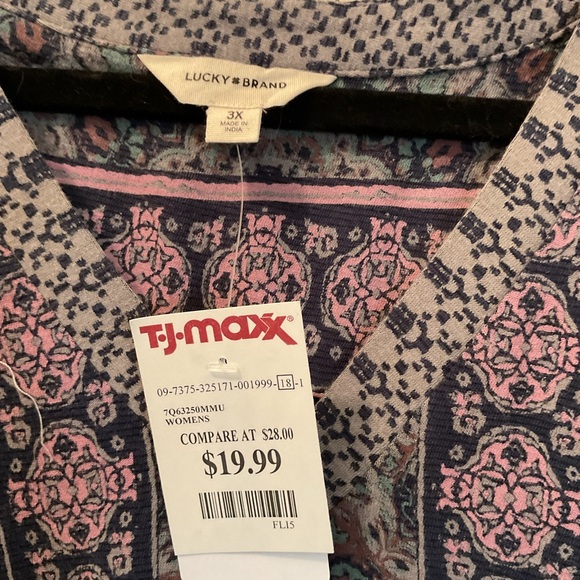 LUCKY BRAND
3X
MADE IN
INDIA
T·J·maxx®
09-7375-325171-001999-18-1
7Q63250MMU
WOMENS
COMPARE AT $28.00
$19.99
FL15